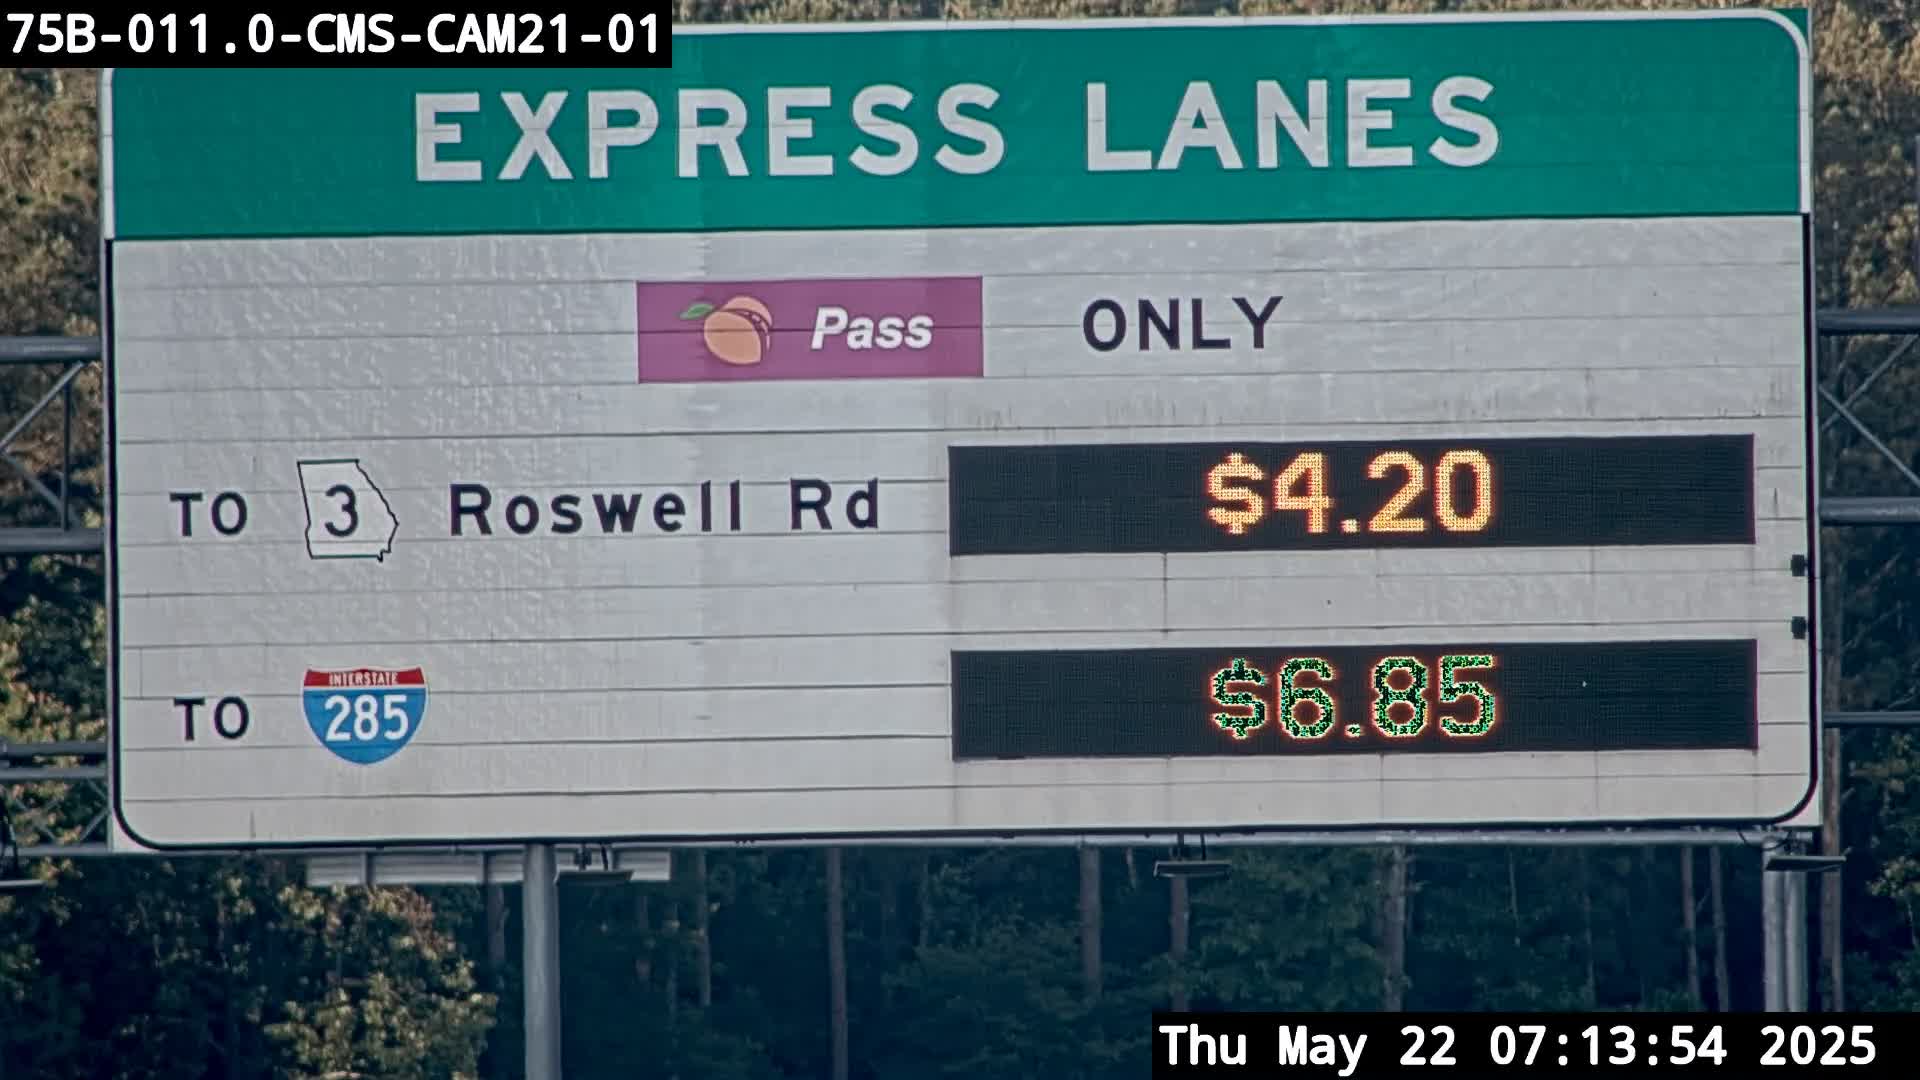 75B-011.0-CMS-CAM21-01
EXPRESS LANES
Pass ONLY
TO 3 Roswell Rd $4.20
INTERSTATE
TO 285 $6.85
Thu May 22 07:13:54 2025